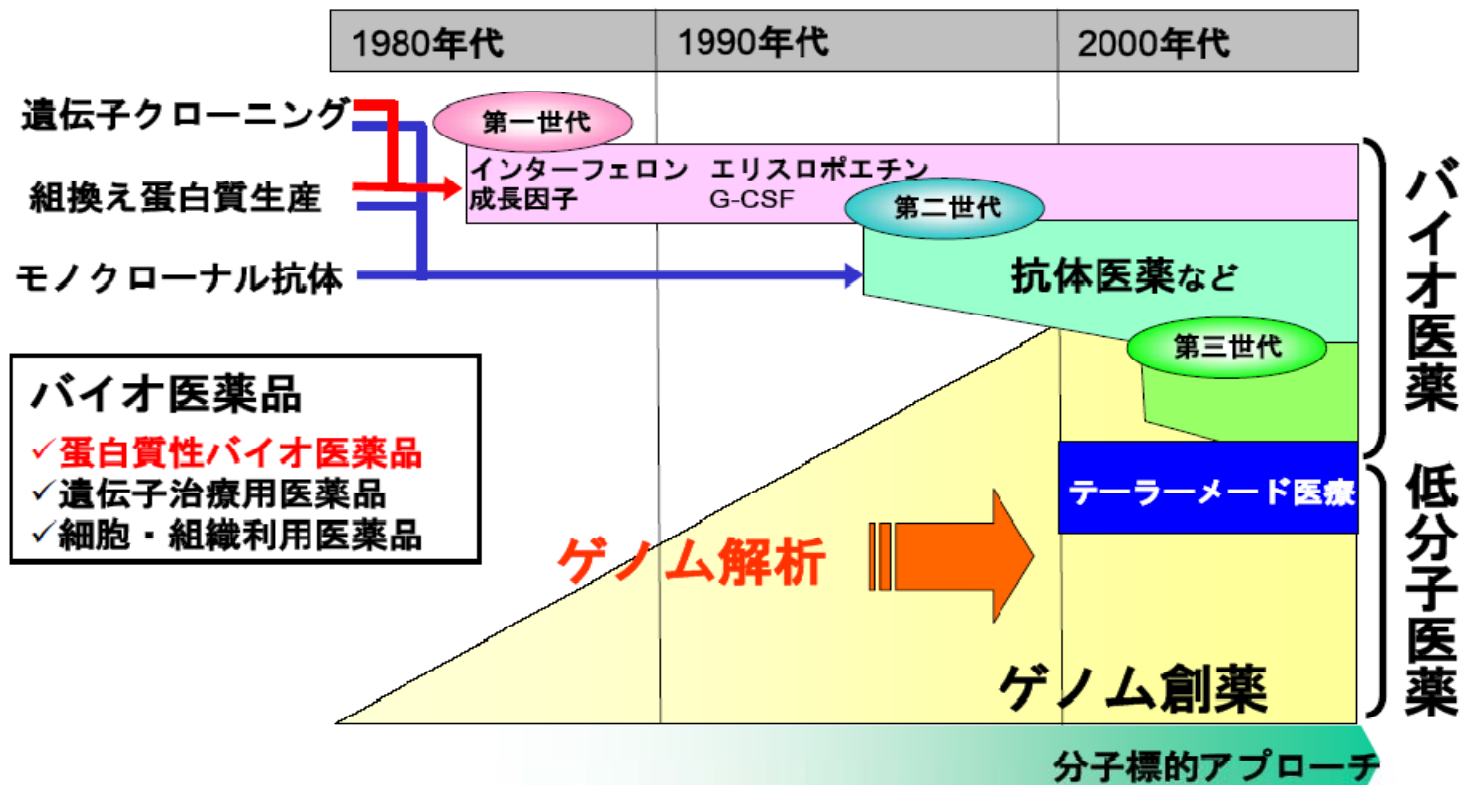 1980年代
1990年代
2000年代
遺伝子クローニング
組換え蛋白質生産
モノクローナル抗体
第一世代
インターフェロン エリスロポエチン
成長因子 G-CSF
第二世代
抗体医薬など
第三世代
バイオ医薬
テーラーメード医療
低分子医薬
バイオ医薬品
✓蛋白質性バイオ医薬品
✓遺伝子治療用医薬品
✓細胞・組織利用医薬品
ゲノム解析
ゲノム創薬
分子標的アプローチ